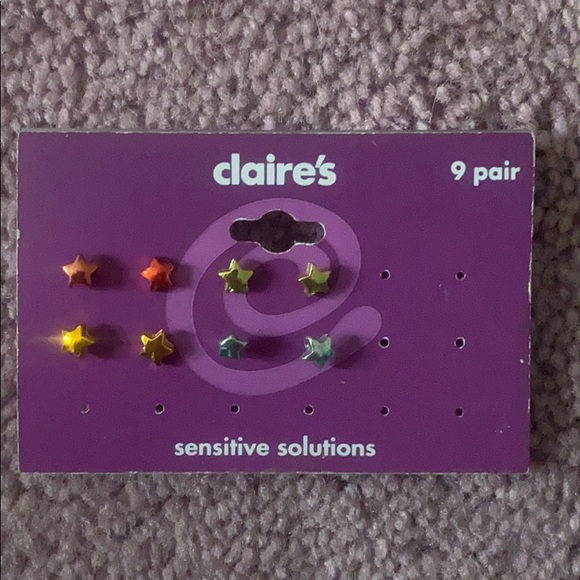 claire's
9 pair
sensitive solutions